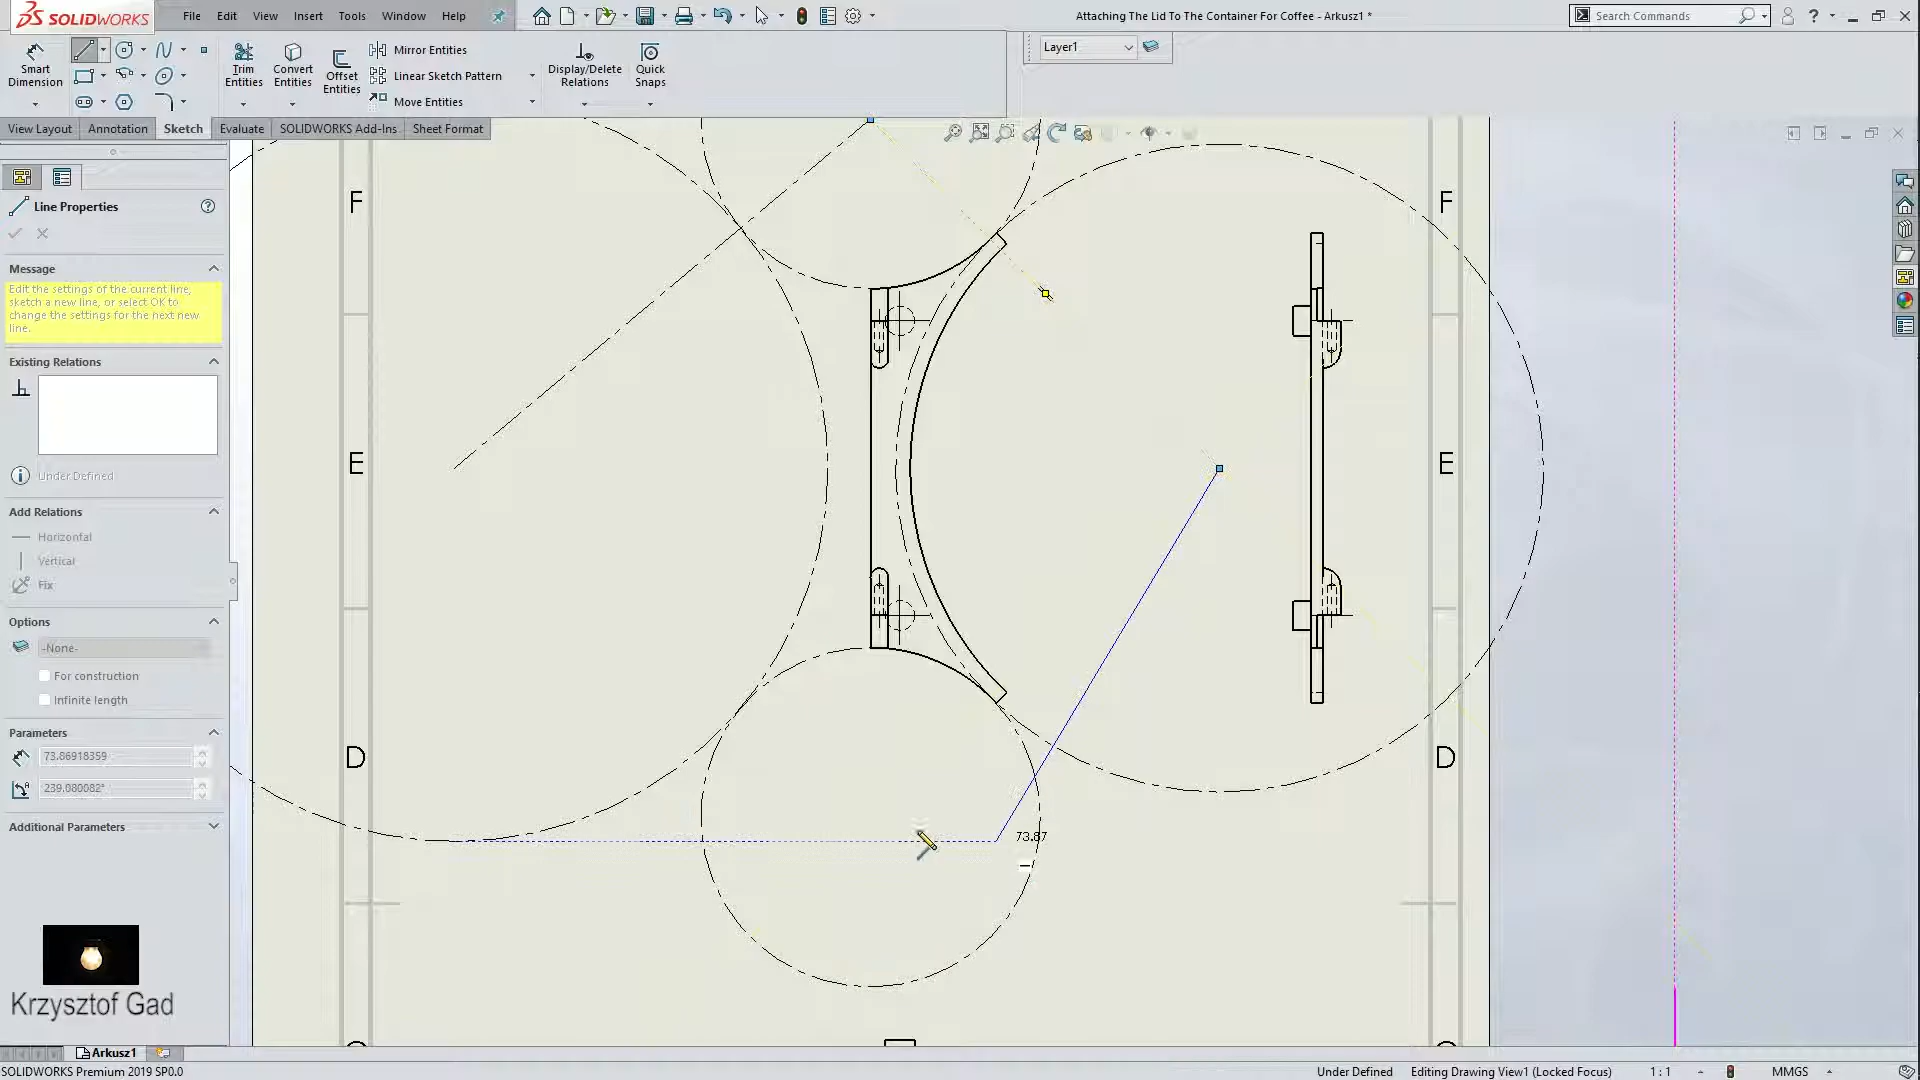 SOLIDWORKS
File Edit View Insert Tools Window Help
Attaching The Lid To The Container For Coffee - Arkusz1 *
Search Commands
Smart Dimension
Trim Entities
Convert Entities
Offset Entities
Mirror Entities
Linear Sketch Pattern
Move Entities
Display/Delete Relations
Quick Snaps
Layer1
View Layout Annotation Sketch Evaluate SOLIDWORKS Add-Ins Sheet Format
Line Properties
Message
Edit the settings of the current line,
sketch a new line, or select OK to
change the settings for the next new
line.
Existing Relations
Under Defined
Add Relations
Horizontal
Vertical
Fix
Options
-None-
For construction
Infinite length
Parameters
73.86918359
239.080082°
Additional Parameters
F F
E E
D D
73.87
Krzysztof Gad
Arkusz1
SOLIDWORKS Premium 2019 SP0.0
Under Defined Editing Drawing View1 (Locked Focus) 1 : 1 MMGS